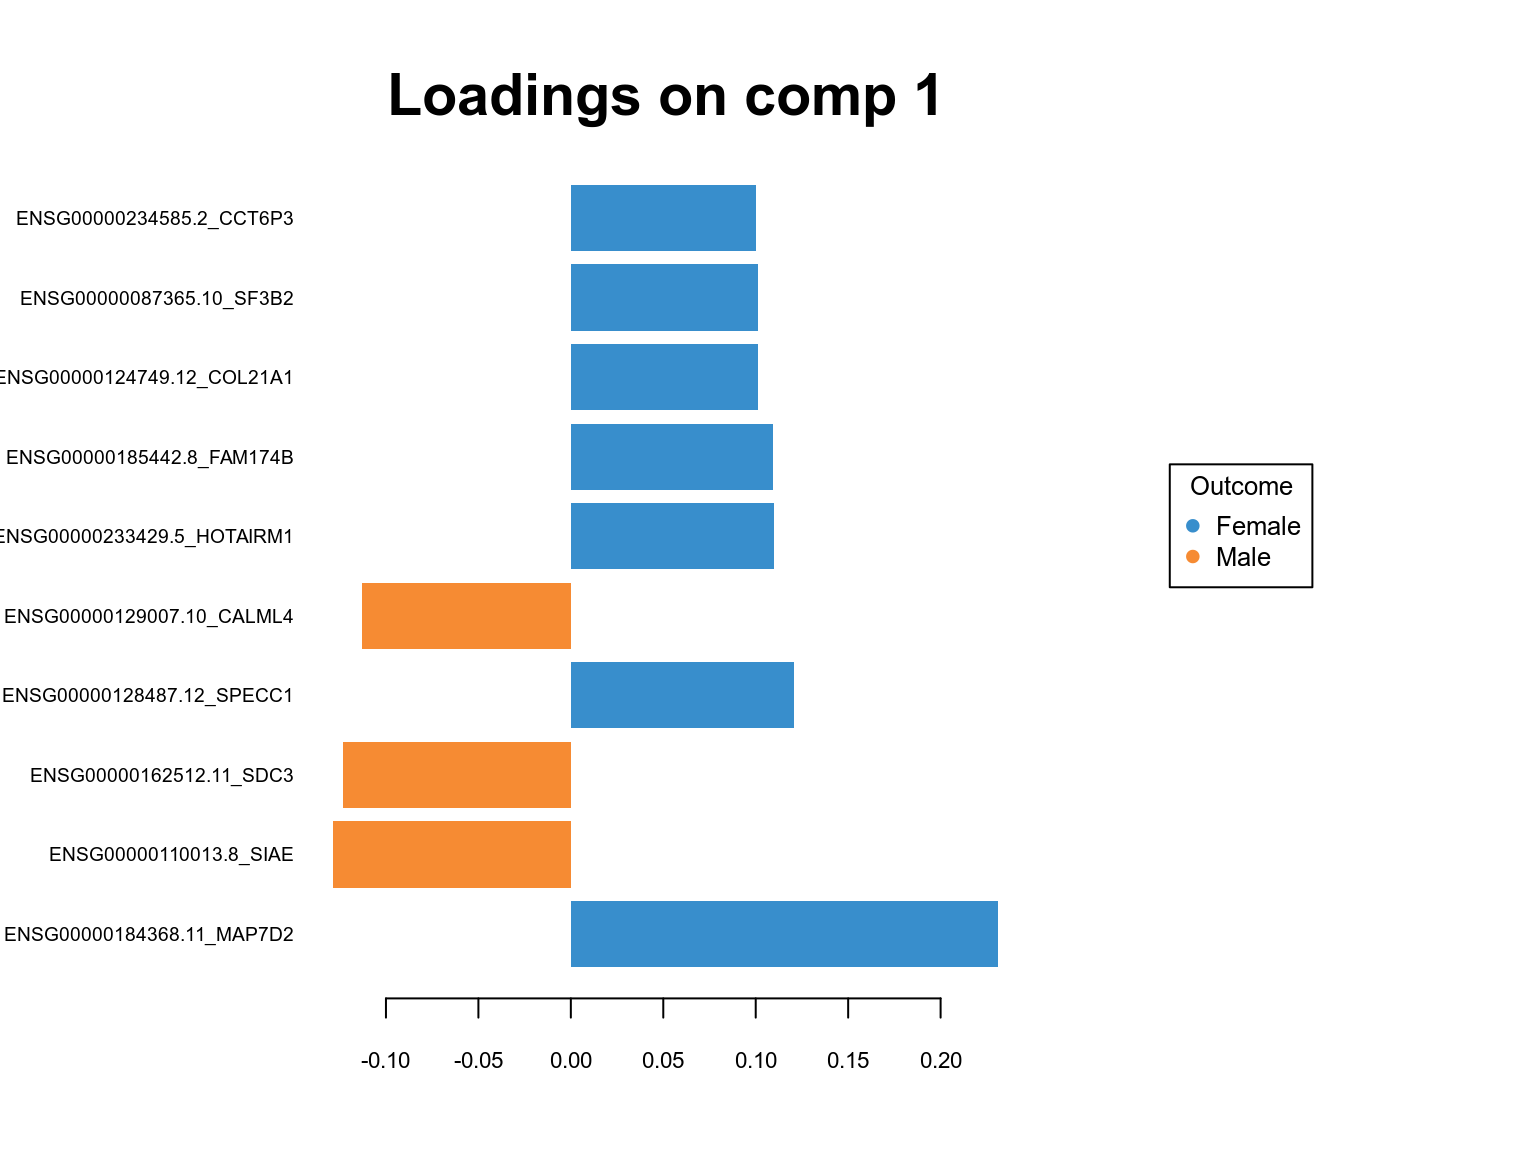 Loadings on comp 1
ENSG00000234585.2_CCT6P3
ENSG00000087365.10_SF3B2
ENSG00000124749.12_COL21A1
ENSG00000185442.8_FAM174B
ENSG00000233429.5_HOTAIRM1
ENSG00000129007.10_CALML4
ENSG00000128487.12_SPECC1
ENSG00000162512.11_SDC3
ENSG00000110013.8_SIAE
ENSG00000184368.11_MAP7D2
-0.10 -0.05 0.00 0.05 0.10 0.15 0.20
Outcome
Female
Male